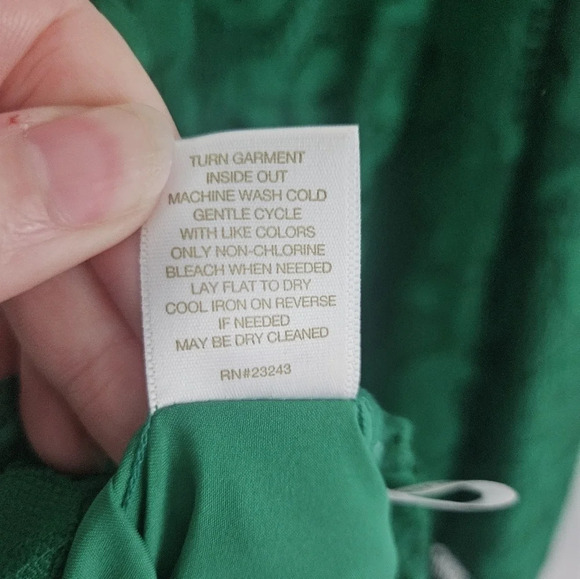 TURN GARMENT
INSIDE OUT
MACHINE WASH COLD
GENTLE CYCLE
WITH LIKE COLORS
ONLY NON-CHLORINE
BLEACH WHEN NEEDED
LAY FLAT TO DRY
COOL IRON ON REVERSE
IF NEEDED
MAY BE DRY CLEANED
RN#23243